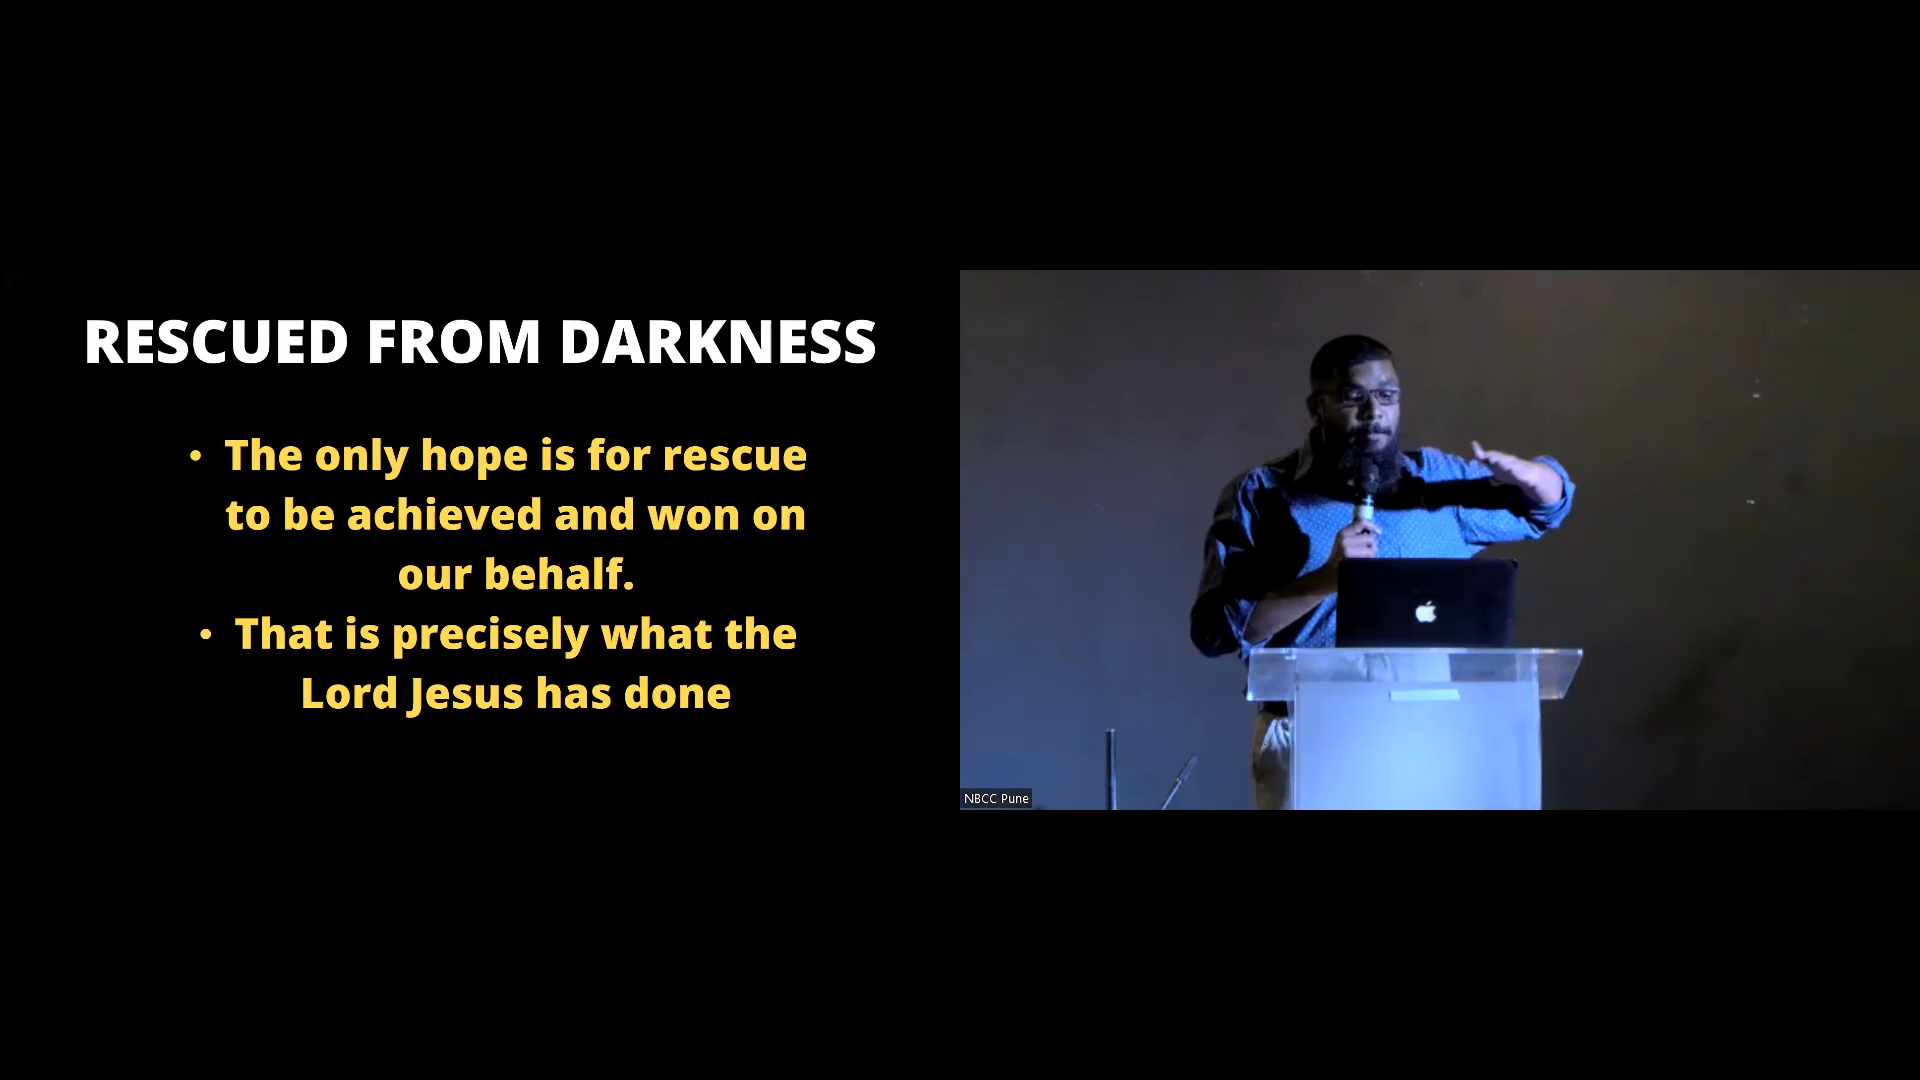 RESCUED FROM DARKNESS
• The only hope is for rescue
to be achieved and won on
our behalf.
• That is precisely what the
Lord Jesus has done
NBCC Pune